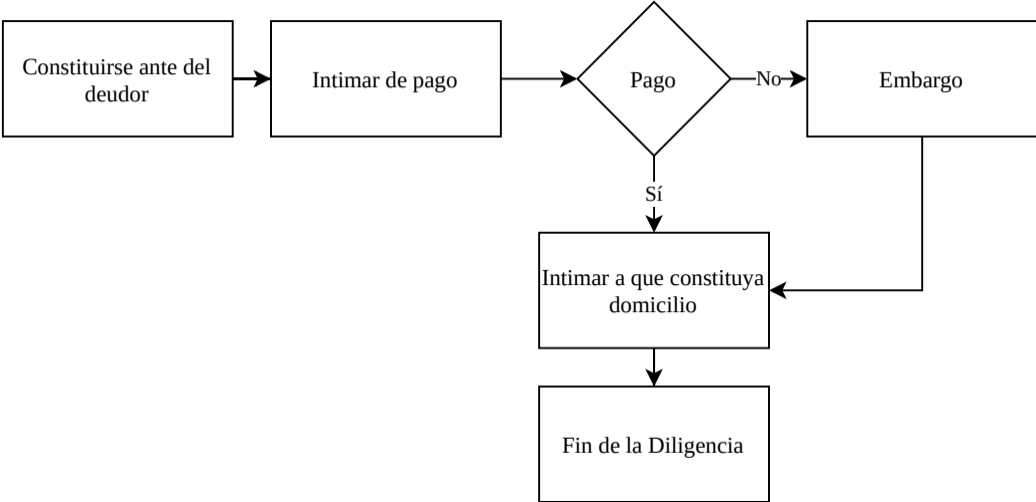 Constituirse ante del
deudor
Intimar de pago
Pago
No
Embargo
Sí
Intimar a que constituya
domicilio
Fin de la Diligencia